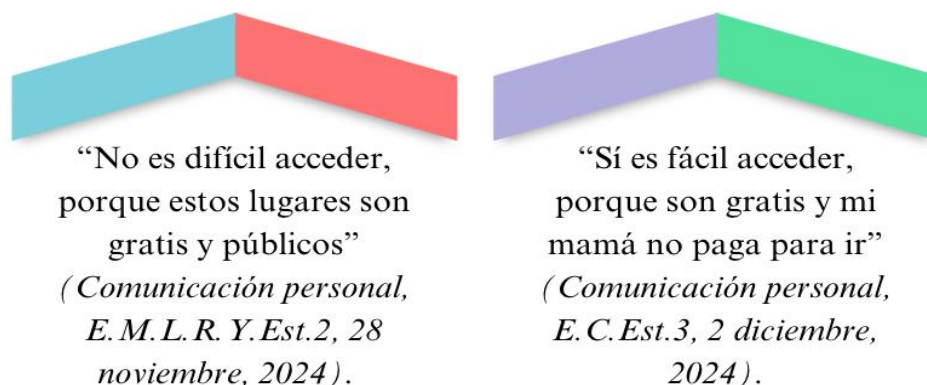 “No es difícil acceder,
porque estos lugares son
gratis y públicos”
(Comunicación personal,
E.M.L.R.Y.Est.2, 28
noviembre, 2024).
“Sí es fácil acceder,
porque son gratis y mi
mamá no paga para ir”
(Comunicación personal,
E.C.Est.3, 2 diciembre,
2024).